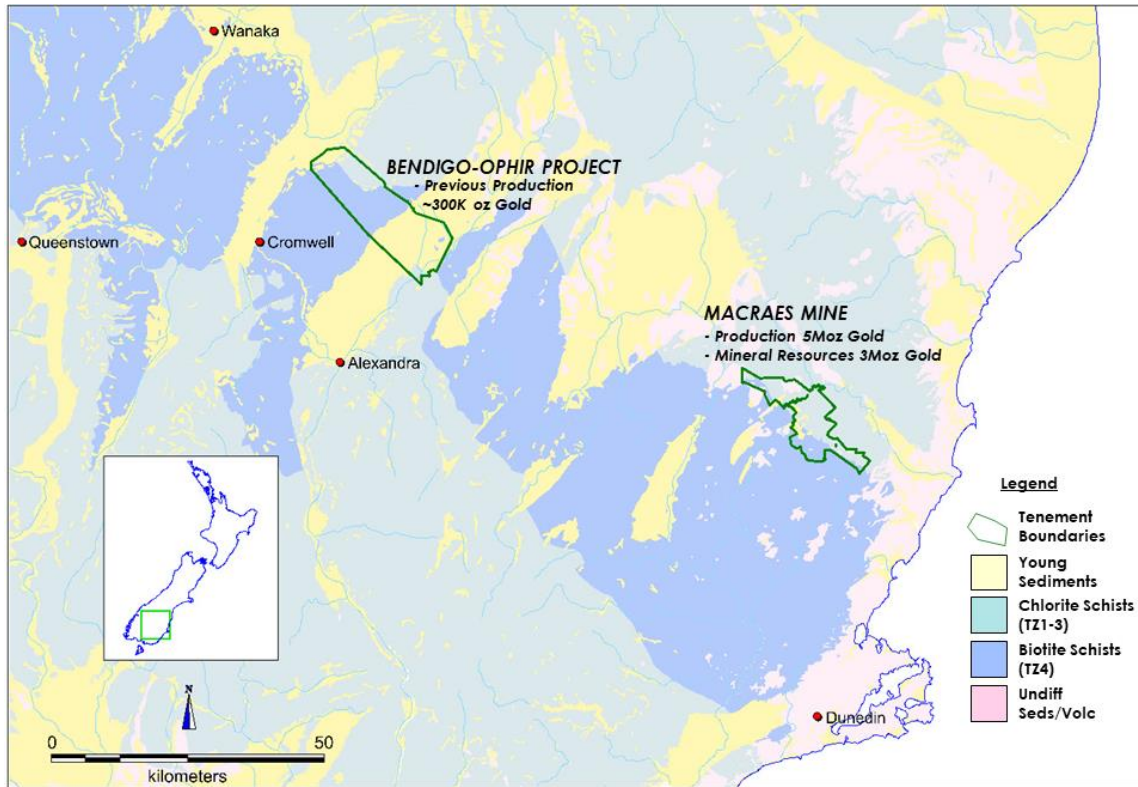 Wanaka
BENDIGO-OPHIR PROJECT
- Previous Production
~300K oz Gold
Queenstown
Cromwell
MACRAES MINE
- Production 5Moz Gold
- Mineral Resources 3Moz Gold
Alexandra
Legend
Tenement
Boundaries
Young
Sediments
Chlorite Schists
(TZ1-3)
Biotite Schists
(TZ4)
Undiff
Seds/Volc
N
Dunedin
0 50
kilometers